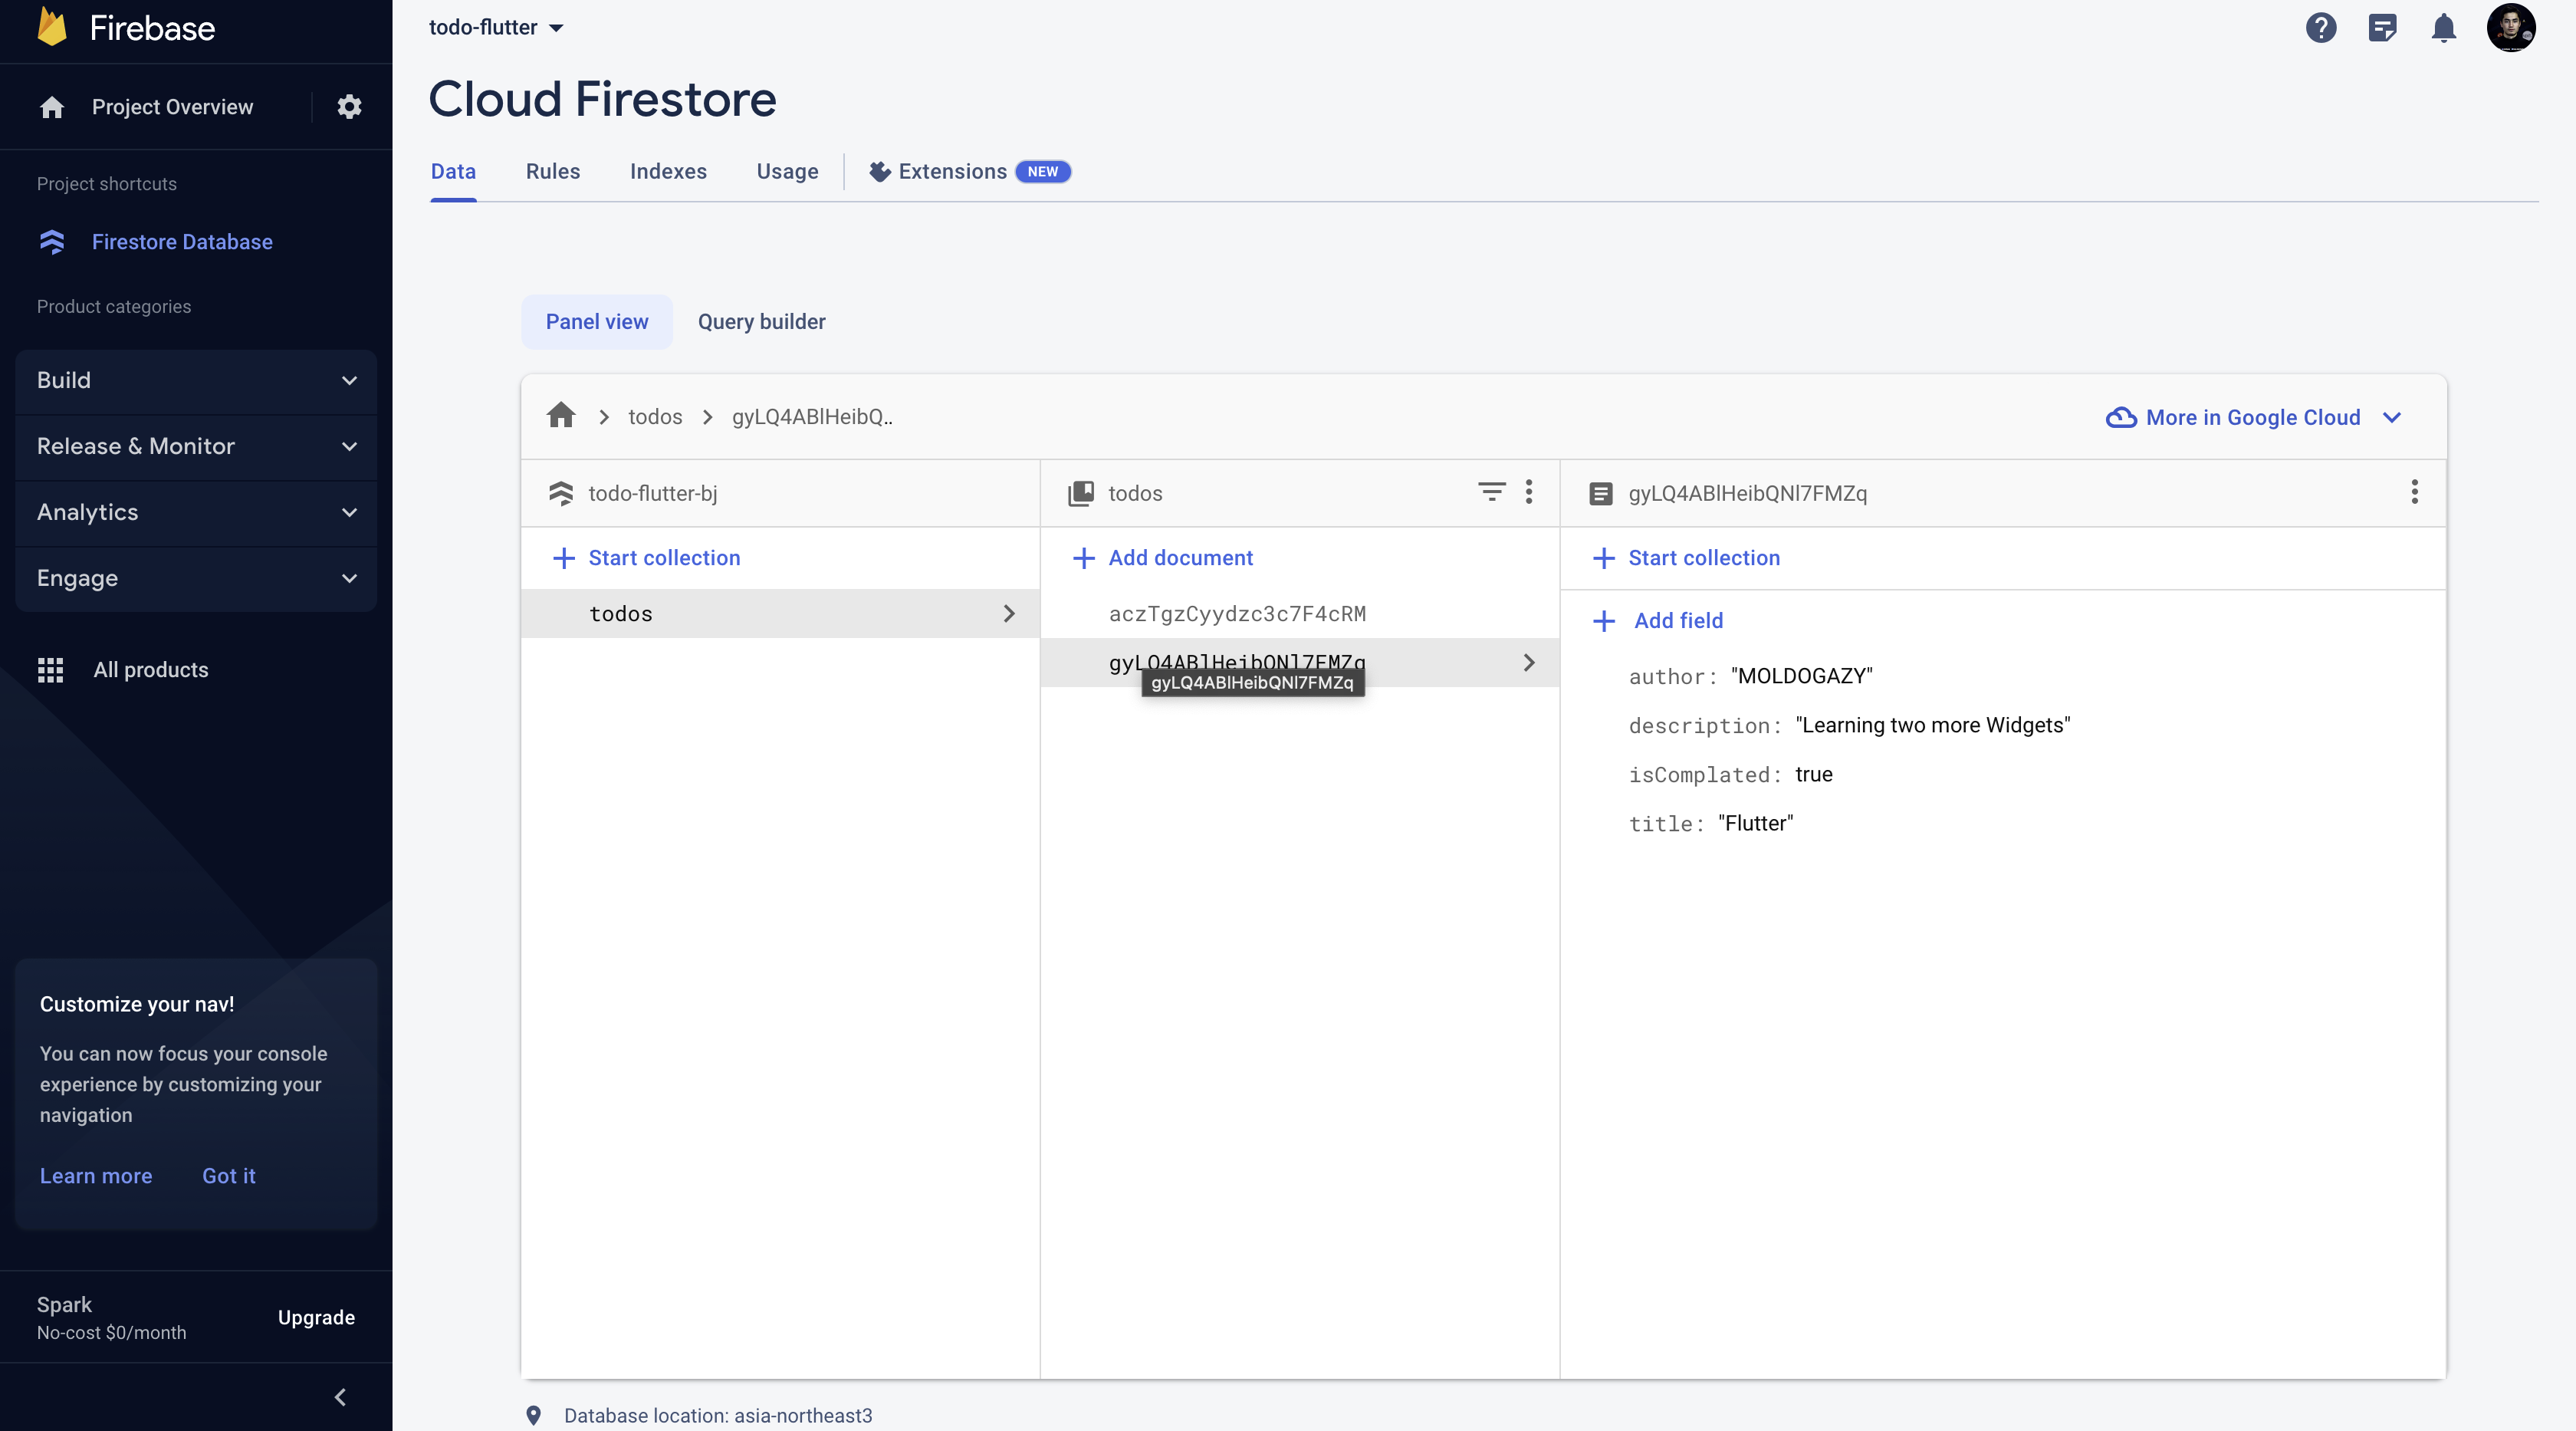 Firebase
Project Overview
Project shortcuts
Firestore Database
Product categories
Build
Release & Monitor
Analytics
Engage
All products
Customize your nav!
You can now focus your console
experience by customizing your
navigation
Learn more Got it
Spark
No-cost $0/month
Upgrade
todo-flutter
Cloud Firestore
Data Rules Indexes Usage Extensions NEW
Panel view Query builder
todos gyLQ4ABlHeibQ..
More in Google Cloud
todo-flutter-bj
Start collection
todos
todos
Add document
aczTgzCyydzc3c7F4cRM
gyLQ4ABlHeibQNl7FMZq
gyLQ4ABlHeibQNl7FMZq
gyLQ4ABlHeibQNl7FMZq
Start collection
Add field
author: "MOLDOGAZY"
description: "Learning two more Widgets"
isComplated: true
title: "Flutter"
Database location: asia-northeast3